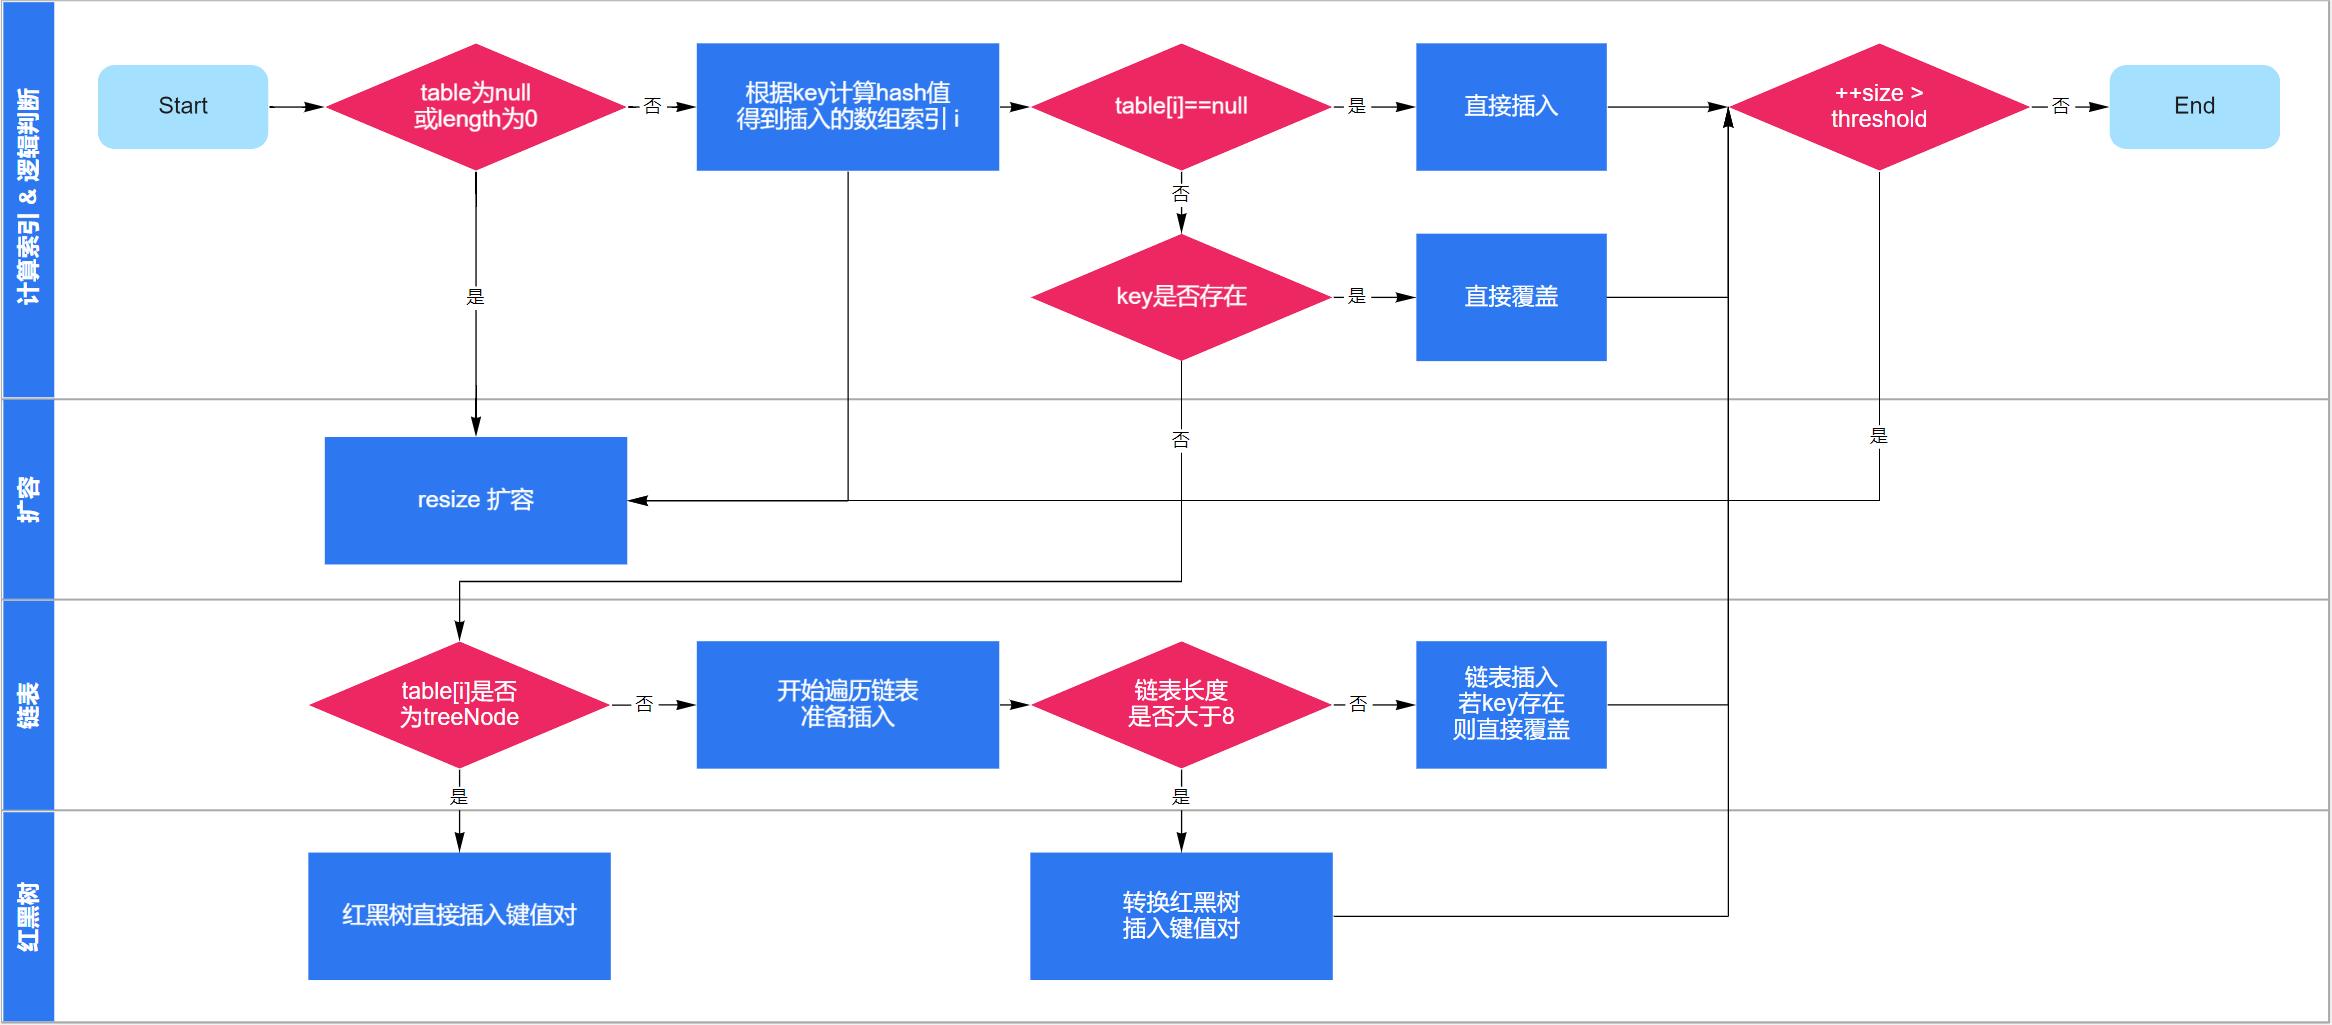 计算索引 & 逻辑判断
Start
table为null
或length为0
否
根据key计算hash值
得到插入的数组索引 i
table[i]==null
是
直接插入
++size >
threshold
否
End
是
否
key是否存在
是
直接覆盖
扩容
resize 扩容
否
是
链表
table[i]是否
为treeNode
否
开始遍历链表
准备插入
链表长度
是否大于8
否
链表插入
若key存在
则直接覆盖
是
是
红黑树
红黑树直接插入键值对
转换红黑树
插入键值对